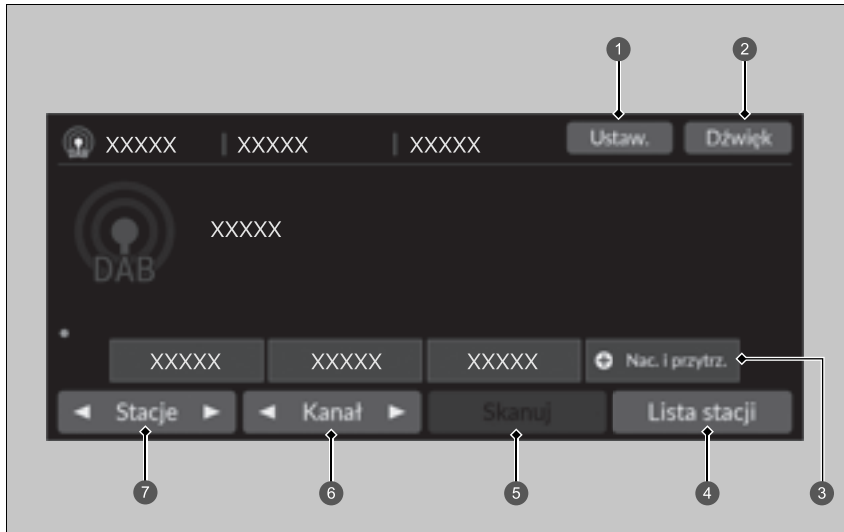 1 2
XXXXX | XXXXX | XXXXX Ustaw. Dźwięk
DAB XXXXX
XXXXX XXXXX XXXXX Nac. i przytrz. 3
◄ Stacje ► ◄ Kanał ► Skanuj Lista stacji
7 6 5 4